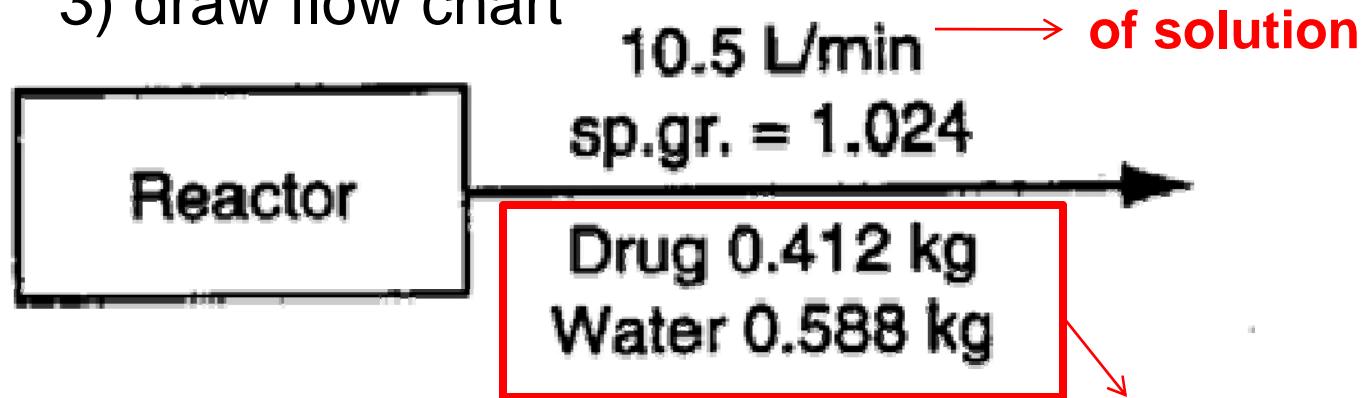 3) draw flow chart
10.5 L/min
of solution
sp.gr. = 1.024
Reactor
Drug 0.412 kg
Water 0.588 kg